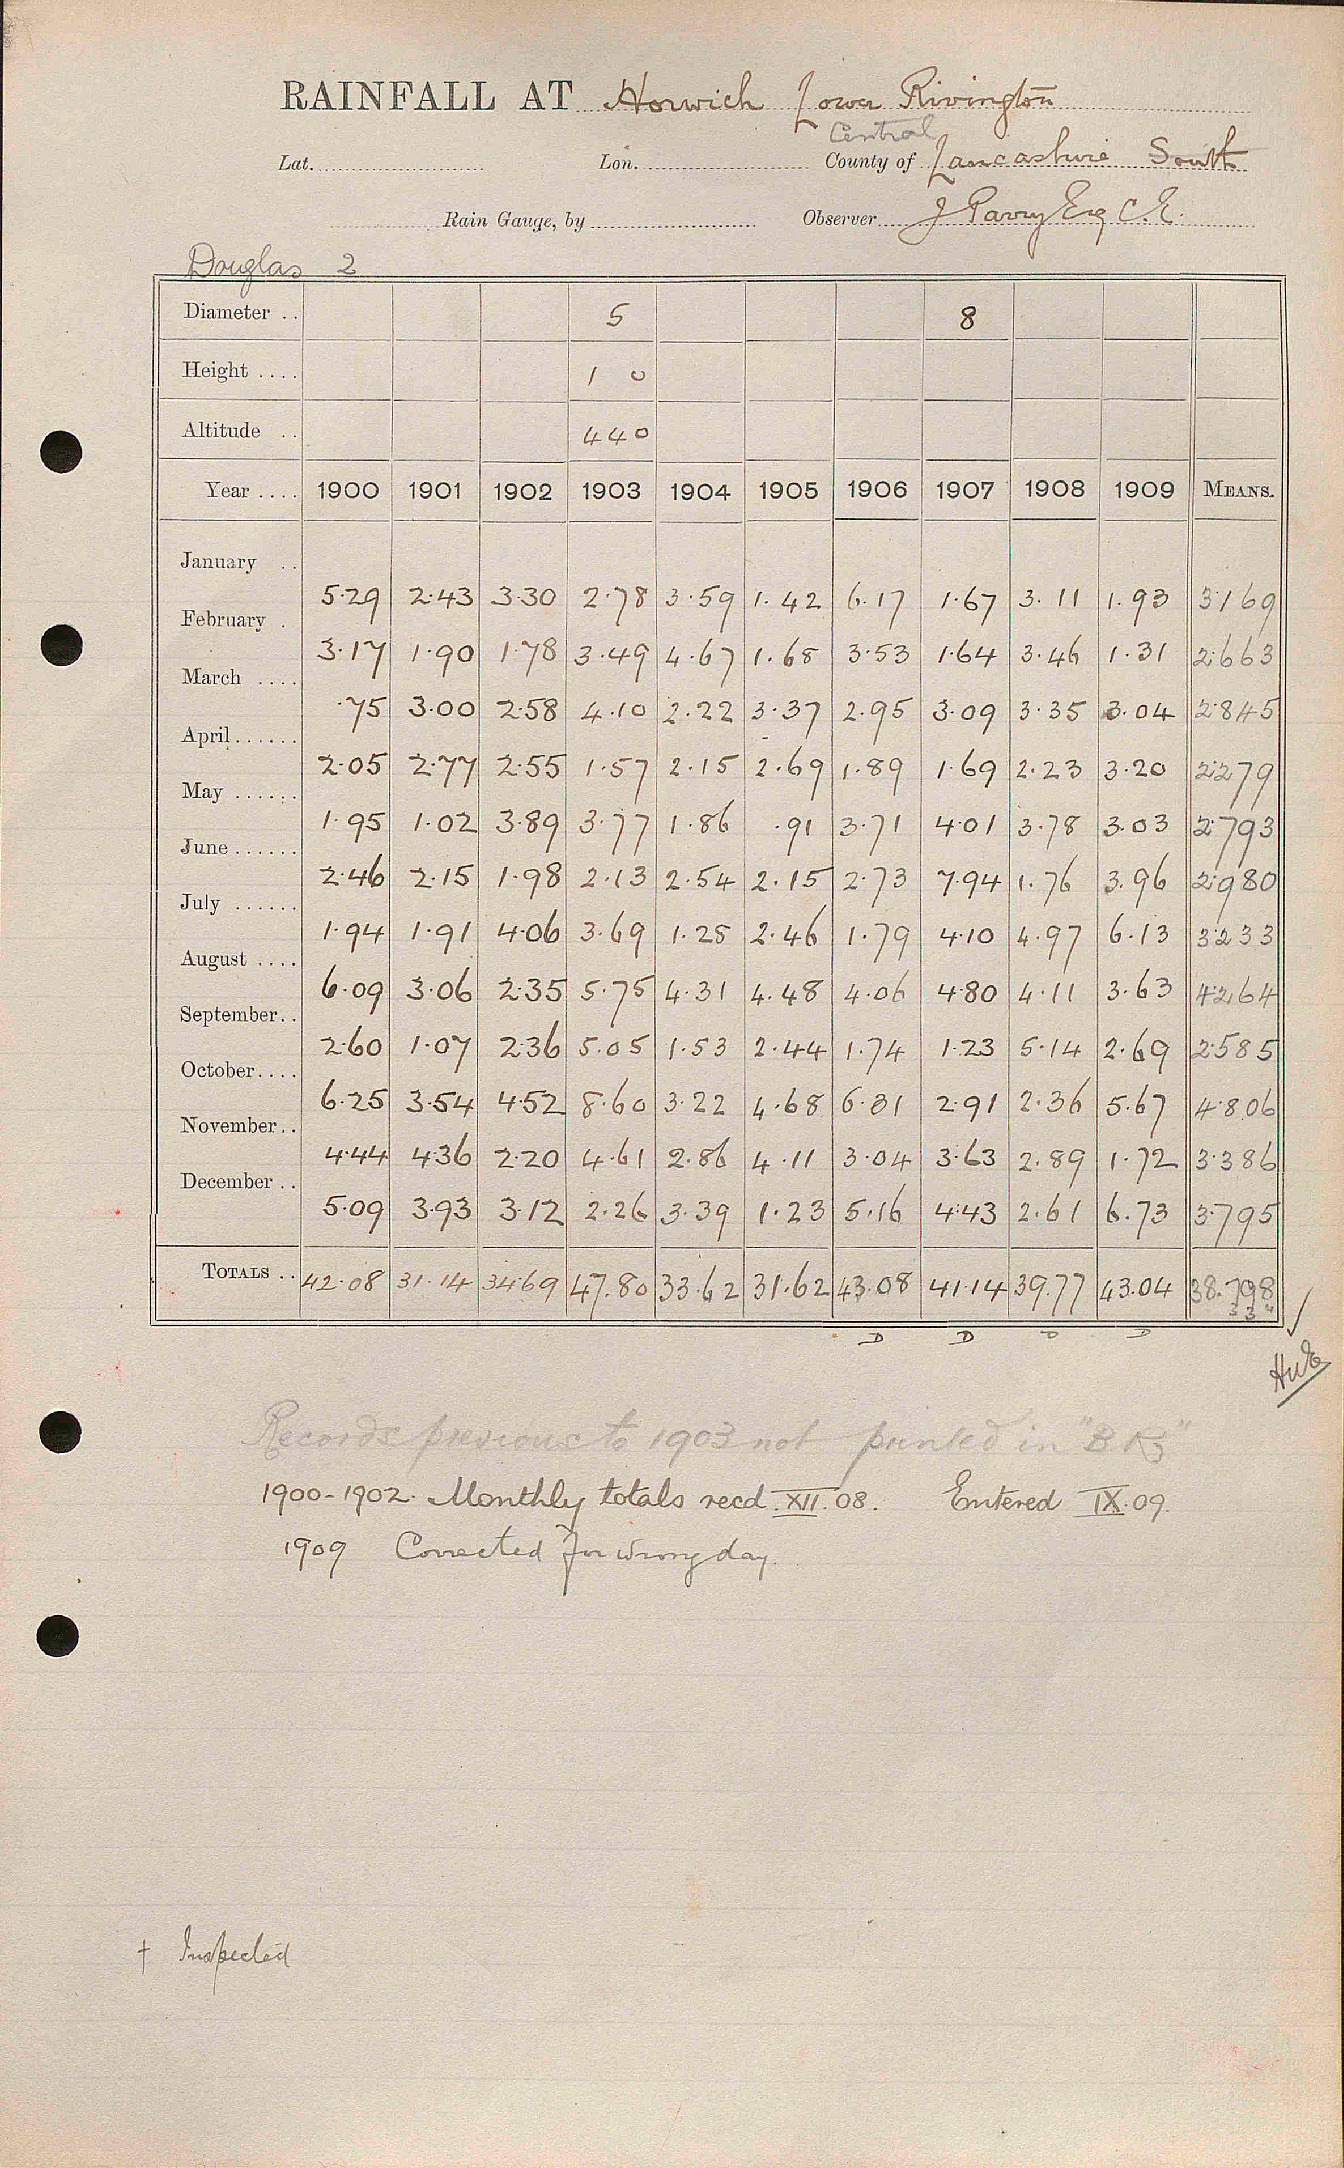 RAINFALL AT Horwich Lower Rivington
Central
Lat. Lon. County of Lancashire South
Rain Gauge, by Observer J Parry Esq C.E.
Douglas 2
Diameter .. 5 8
Height .... 1 0
Altitude .. 440
Year .... 1900 1901 1902 1903 1904 1905 1906 1907 1908 1909 MEANS.
January .. 5.29 2.43 3.30 2.78 3.59 1.42 6.17 1.67 3.11 1.93 3.169
February . 3.17 1.90 1.78 3.49 4.67 1.68 3.53 1.64 3.46 1.31 2.663
March .... .75 3.00 2.58 4.10 2.22 3.37 2.95 3.09 3.35 3.04 2.845
April ...... 2.05 2.77 2.55 1.57 2.15 2.69 1.89 1.69 2.23 3.20 2.279
May ...... 1.95 1.02 3.89 3.77 1.86 .91 3.71 4.01 3.78 3.03 2.793
June ...... 2.46 2.15 1.98 2.13 2.54 2.15 2.73 7.94 1.76 3.96 2.980
July ...... 1.94 1.91 4.06 3.69 1.28 2.46 1.79 4.10 4.97 6.13 3.233
August .... 6.09 3.06 2.35 5.75 4.31 4.48 4.06 4.80 4.11 3.63 4.264
September .. 2.60 1.07 2.36 5.05 1.53 2.44 1.74 1.23 5.14 2.69 2.585
October .... 6.25 3.54 4.52 8.60 3.22 4.68 6.31 2.91 2.36 5.67 4.806
November .. 4.44 4.36 2.20 4.61 2.86 4.11 3.04 3.63 2.89 1.72 3.386
December .. 5.09 3.93 3.12 2.26 3.39 1.23 5.16 4.43 2.61 6.73 3.795
TOTALS .. 42.08 31.14 34.69 47.80 33.62 31.62 43.08 41.14 39.77 43.04 38.798
D D D D
Records previous to 1903 not printed in "B.R."
1900-1902. Monthly totals recd. XII.08. Entered IX.09.
1909 Corrected for wrong day.
† Inspected